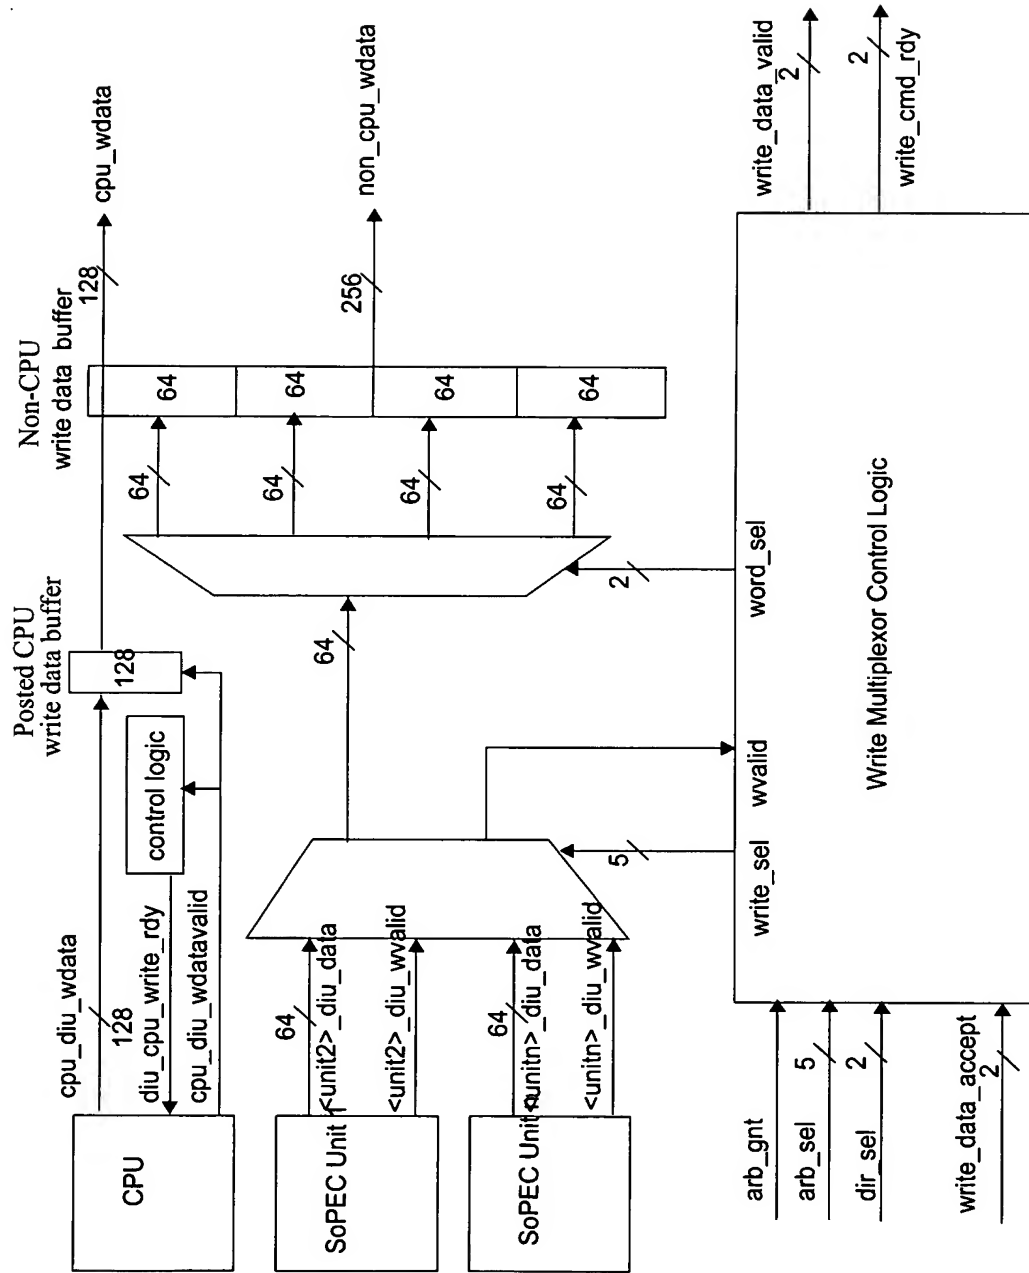 CPU
cpu_diu_wdata
128
diu_cpu_write_rdy
cpu_diu_wdatavalid
control logic
Posted CPU
write data buffer
128
Non-CPU
write data buffer
128
cpu_wdata
SoPEC Unit 1
64
<unit2>_diu_data
<unit2>_diu_wvalid
SoPEC Unit n
64
<unitn>_diu_data
<unitn>_diu_wvalid
64
64
64
64
64
64
64
64
64
256
non_cpu_wdata
5
write_sel
wvalid
2
word_sel
arb_gnt
arb_sel
5
dir_sel
2
write_data_accept
2
Write Multiplexor Control Logic
write_data_valid
2
2
write_cmd_rdy